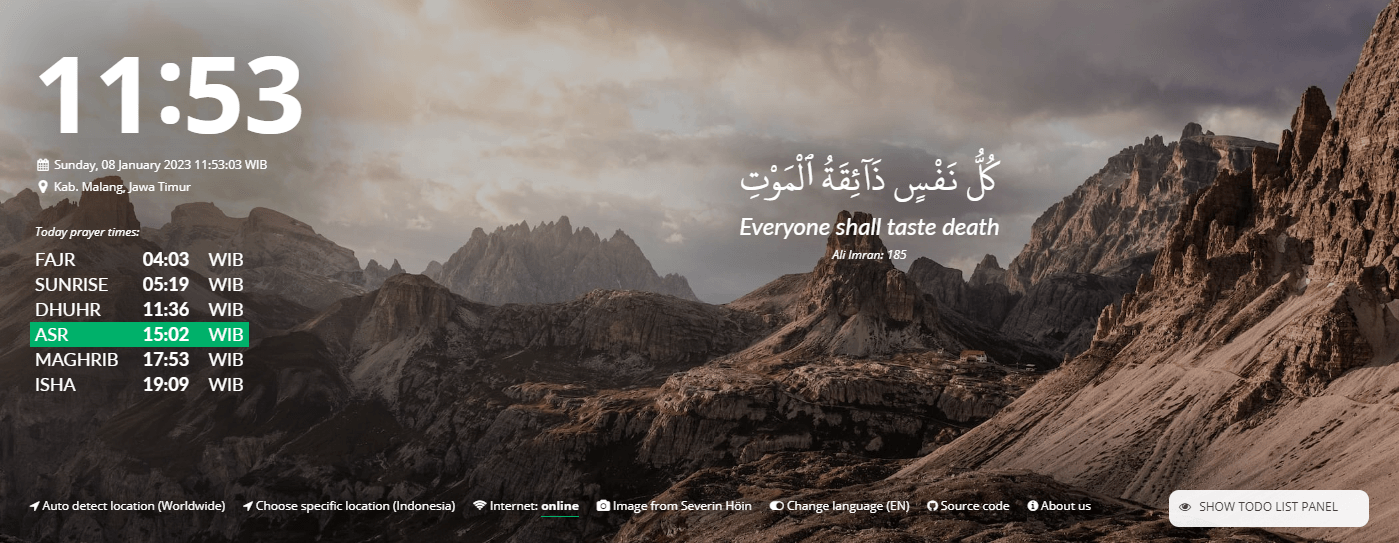 11:53
Sunday, 08 January 2023 11:53:03 WIB
Kab. Malang, Jawa Timur
Today prayer times:
FAJR 04:03 WIB
SUNRISE 05:19 WIB
DHUHR 11:36 WIB
ASR 15:02 WIB
MAGHRIB 17:53 WIB
ISHA 19:09 WIB
كُلُّ نَفْسٍ ذَآئِقَةُ ٱلْمَوْتِ
Everyone shall taste death
Ali Imran: 185
Auto detect location (Worldwide) Choose specific location (Indonesia) Internet: online Image from Severin Höin Change language (EN) Source code About us
SHOW TODO LIST PANEL